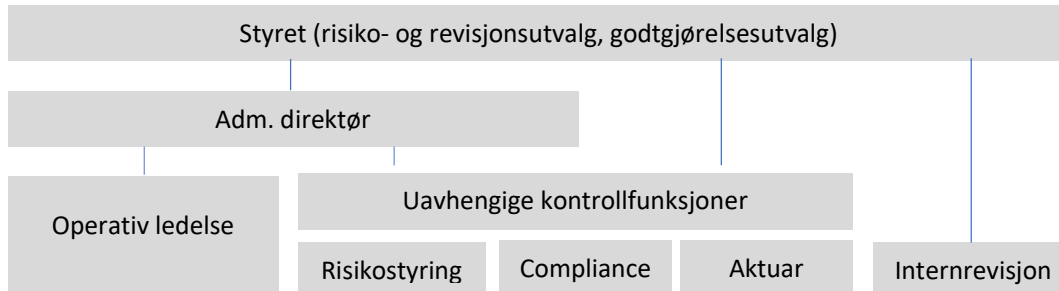 Styret (risiko- og revisjonsutvalg, godtgjørelsesutvalg)
Adm. direktør
Operativ ledelse
Uavhengige kontrollfunksjoner
Risikostyring
Compliance
Aktuar
Internrevisjon